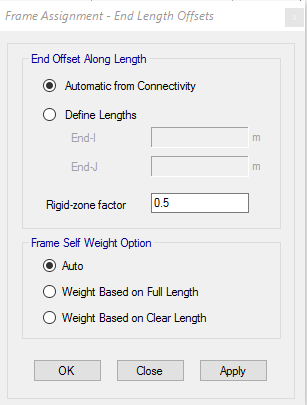 Frame Assignment - End Length Offsets
x
End Offset Along Length
Automatic from Connectivity
Define Lengths
End-I m
End-J m
Rigid-zone factor 0.5
Frame Self Weight Option
Auto
Weight Based on Full Length
Weight Based on Clear Length
OK Close Apply